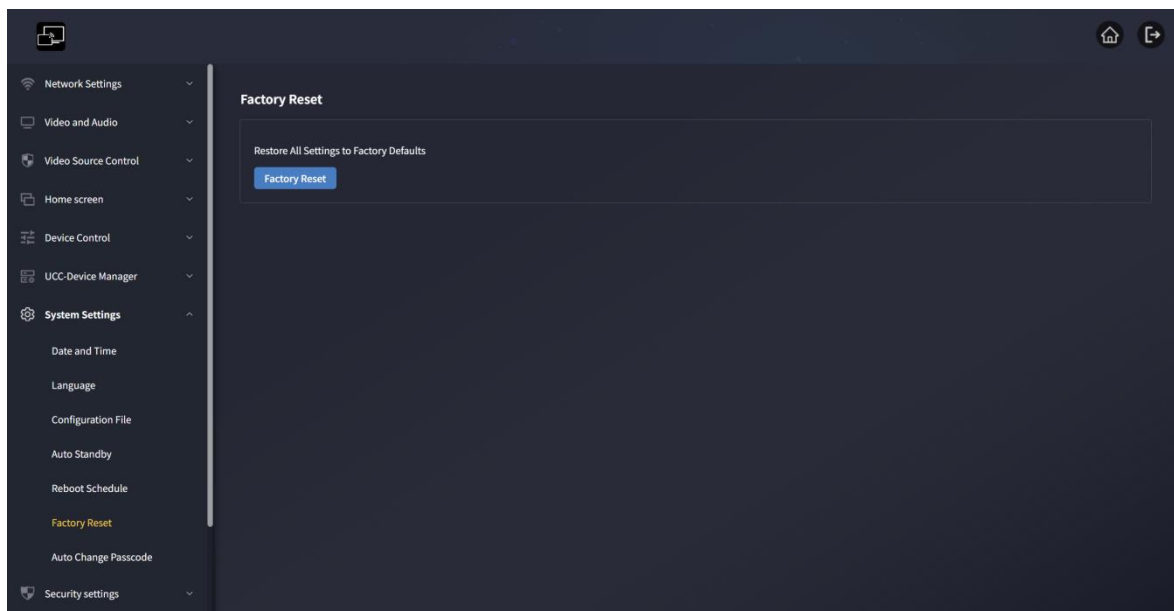 Network Settings
Video and Audio
Video Source Control
Home screen
Device Control
UCC-Device Manager
System Settings
Date and Time
Language
Configuration File
Auto Standby
Reboot Schedule
Factory Reset
Auto Change Passcode
Security settings
Factory Reset
Restore All Settings to Factory Defaults
Factory Reset